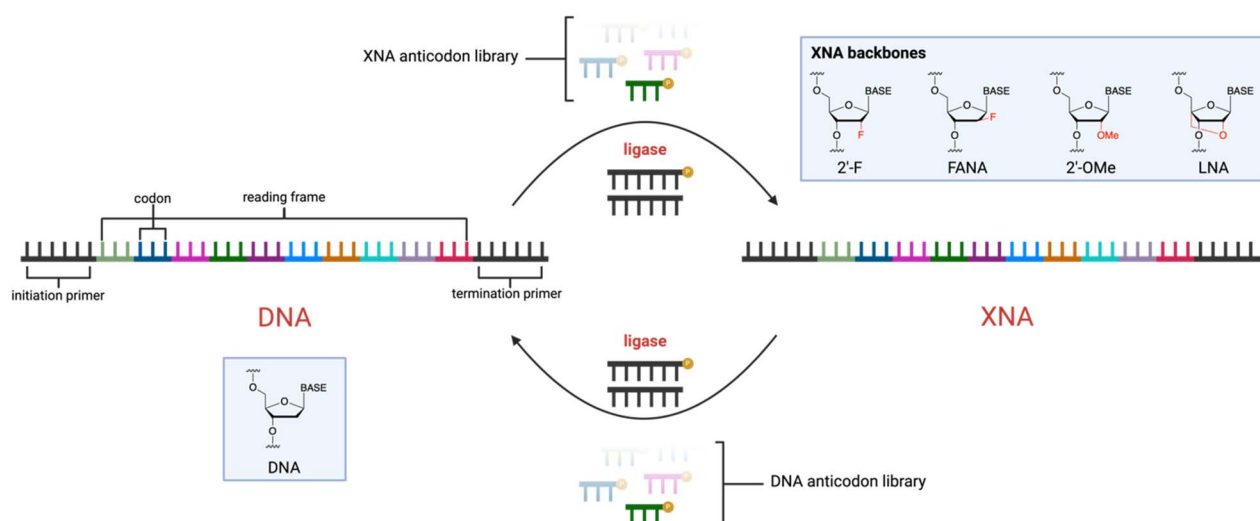 XNA anticodon library
P
P
P
XNA backbones
O
BASE
O
O
F
2'-F
O
BASE
O
O
F
FANA
O
BASE
O
O
OMe
2'-OMe
O
BASE
O
O
O
LNA
ligase
P
codon
reading frame
initiation primer
termination primer
DNA
XNA
ligase
P
O
BASE
O
O
DNA
P
P
P
DNA anticodon library